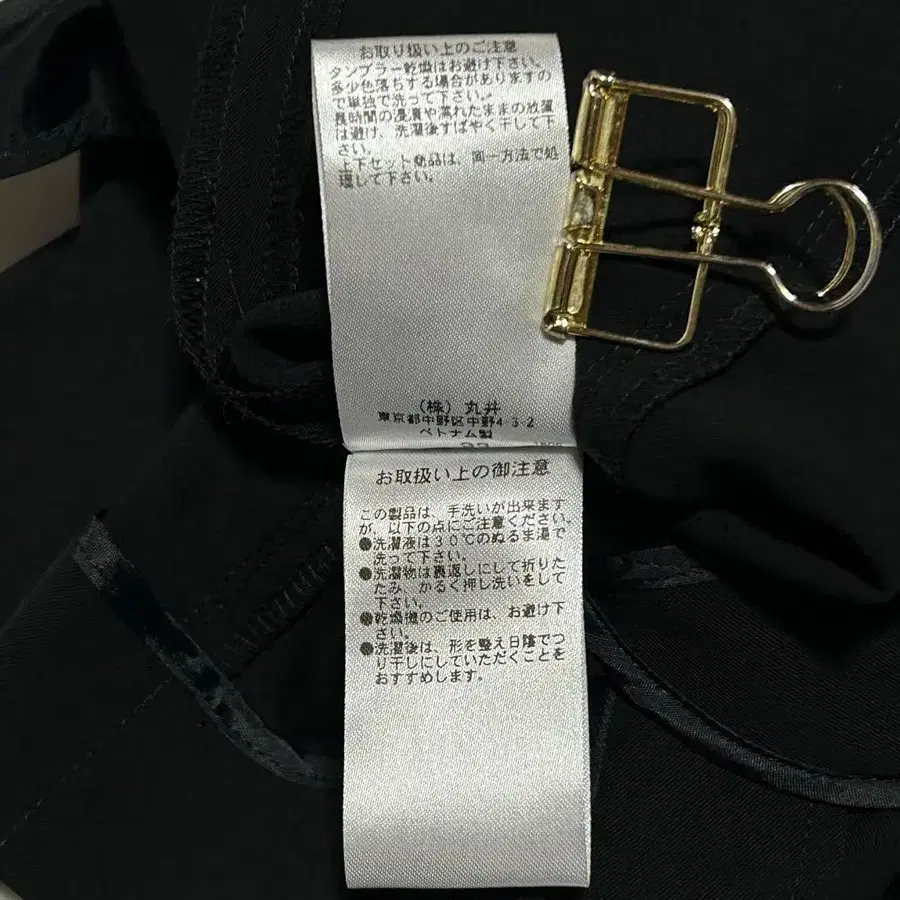 お取り扱い上のご注意
タンブラー乾燥はお避け下さい。
多少色落ちする場合がありますの
で単独で洗って下さい。
長時間の浸漬や濡れたままの放置
は避け、洗濯後すばやく干して下
さい。
上下セット商品は、同一方法で処
理して下さい。
(株) 丸井
東京都中野区中野4-3-2
ベトナム製
お取扱い上の御注意
この製品は、手洗いが出来ます
が、以下の点にご注意ください。
●洗濯液は30℃のぬるま湯で
洗って下さい。
●洗濯物は裏返しにして折りた
たみ、かるく押し洗いをして
下さい。
●乾燥機のご使用は、お避け下
さい。
●洗濯後は、形を整え日陰でつ
り干しにしていただくことを
おすすめします。